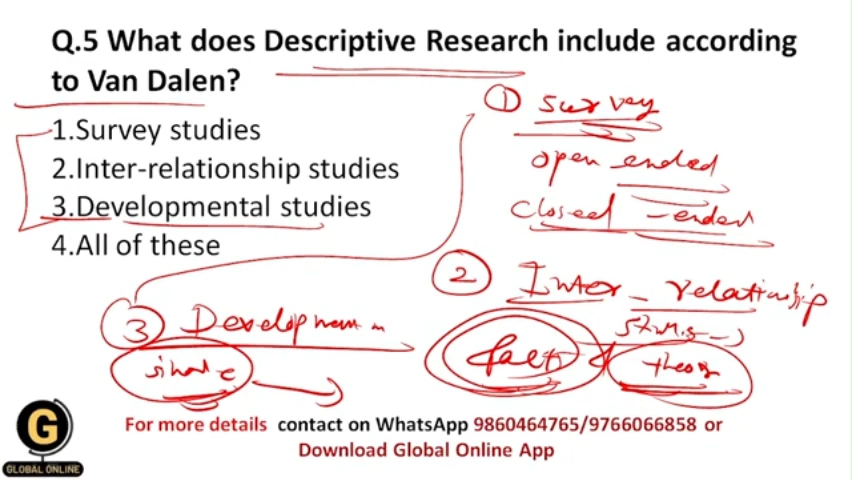 Q.5 What does Descriptive Research include according
to Van Dalen?
1.Survey studies
2.Inter-relationship studies
3.Developmental studies
4.All of these
1 survey
open ended
closed - ended
2 Inter - relationship
3
fact &
For more details contact on WhatsApp 9860464765/9766066858 or
Download Global Online App
G
GLOBAL ONLINE